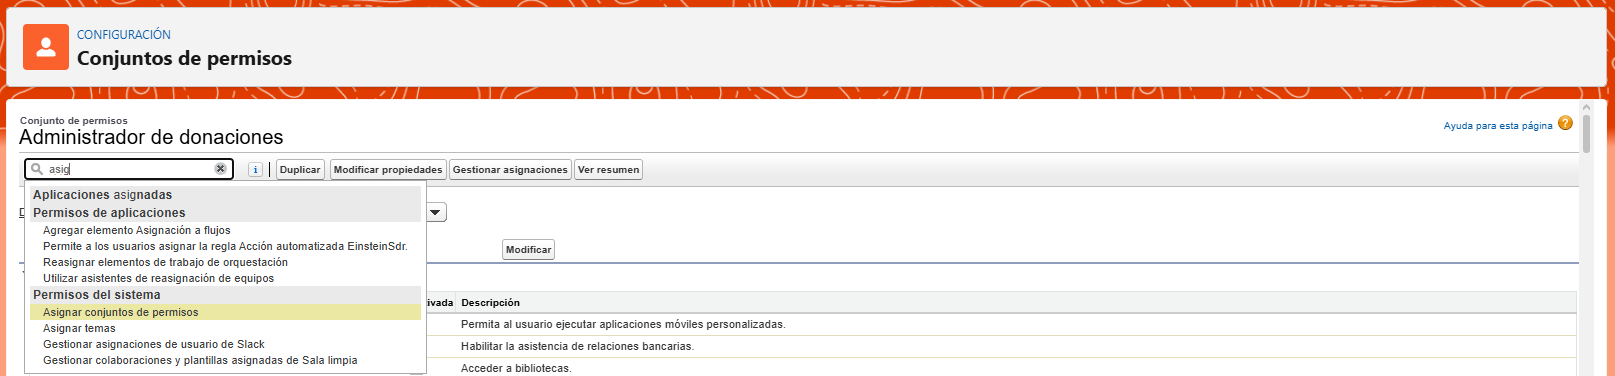 CONFIGURACIÓN
Conjuntos de permisos
Conjunto de permisos
Administrador de donaciones
Ayuda para esta página ?
asig
i
Duplicar
Modificar propiedades
Gestionar asignaciones
Ver resumen
Aplicaciones asignadas
Permisos de aplicaciones
Agregar elemento Asignación a flujos
Permite a los usuarios asignar la regla Acción automatizada EinsteinSdr.
Reasignar elementos de trabajo de orquestación
Utilizar asistentes de reasignación de equipos
Permisos del sistema
Asignar conjuntos de permisos
Asignar temas
Gestionar asignaciones de usuario de Slack
Gestionar colaboraciones y plantillas asignadas de Sala limpia
Modificar
Descripción
Permita al usuario ejecutar aplicaciones móviles personalizadas.
Habilitar la asistencia de relaciones bancarias.
Acceder a bibliotecas.